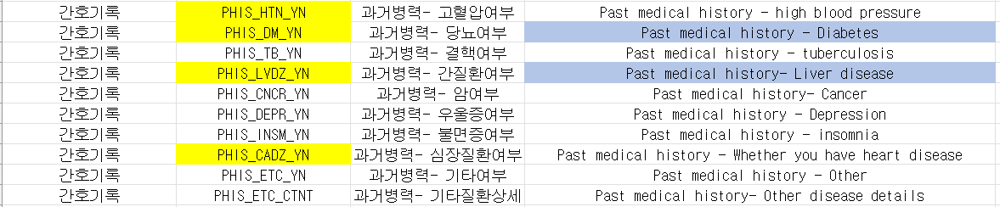 간호기록 PHIS_HTN_YN 과거병력- 고혈압여부 Past medical history - high blood pressure
간호기록 PHIS_DM_YN 과거병력- 당뇨여부 Past medical history - Diabetes
간호기록 PHIS_TB_YN 과거병력- 결핵여부 Past medical history - tuberculosis
간호기록 PHIS_LVDZ_YN 과거병력- 간질환여부 Past medical history- Liver disease
간호기록 PHIS_CNCR_YN 과거병력- 암여부 Past medical history- Cancer
간호기록 PHIS_DEPR_YN 과거병력- 우울증여부 Past medical history - Depression
간호기록 PHIS_INSM_YN 과거병력- 불면증여부 Past medical history - insomnia
간호기록 PHIS_CADZ_YN 과거병력- 심장질환여부 Past medical history - Whether you have heart disease
간호기록 PHIS_ETC_YN 과거병력- 기타여부 Past medical history - Other
간호기록 PHIS_ETC_CTNT 과거병력- 기타질환상세 Past medical history- Other disease details